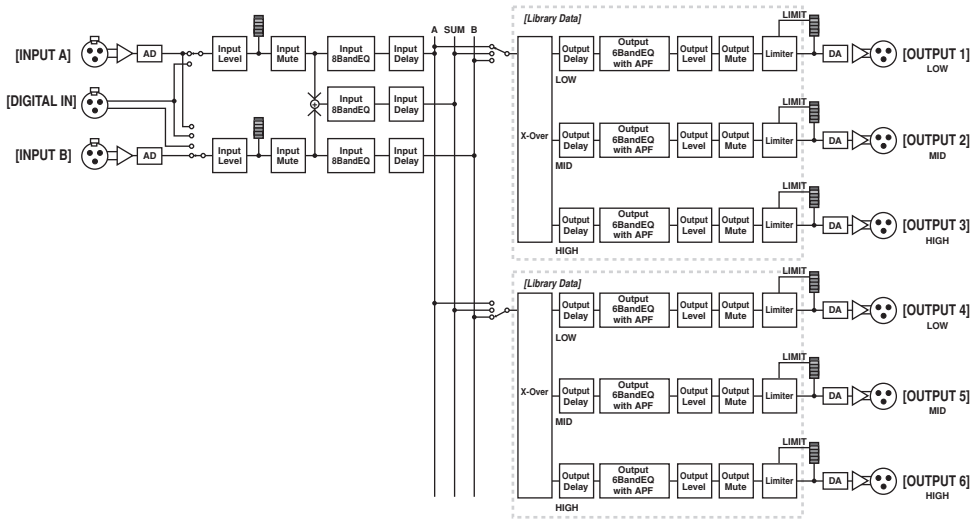 [Library Data]
LIMIT
A SUM B
[INPUT A]
AD
Input Level
Input Mute
Input 8BandEQ
Input Delay
Output Delay
Output 6BandEQ with APF
Output Level
Output Mute
Limiter
DA
[OUTPUT 1]
LOW
LOW
[DIGITAL IN]
Input 8BandEQ
Input Delay
LIMIT
[INPUT B]
AD
Input Level
Input Mute
Input 8BandEQ
Input Delay
X-Over
Output Delay
Output 6BandEQ with APF
Output Level
Output Mute
Limiter
DA
[OUTPUT 2]
MID
MID
LIMIT
Output Delay
Output 6BandEQ with APF
Output Level
Output Mute
Limiter
DA
[OUTPUT 3]
HIGH
HIGH
[Library Data]
LIMIT
Output Delay
Output 6BandEQ with APF
Output Level
Output Mute
Limiter
DA
[OUTPUT 4]
LOW
LOW
LIMIT
X-Over
Output Delay
Output 6BandEQ with APF
Output Level
Output Mute
Limiter
DA
[OUTPUT 5]
MID
MID
LIMIT
Output Delay
Output 6BandEQ with APF
Output Level
Output Mute
Limiter
DA
[OUTPUT 6]
HIGH
HIGH